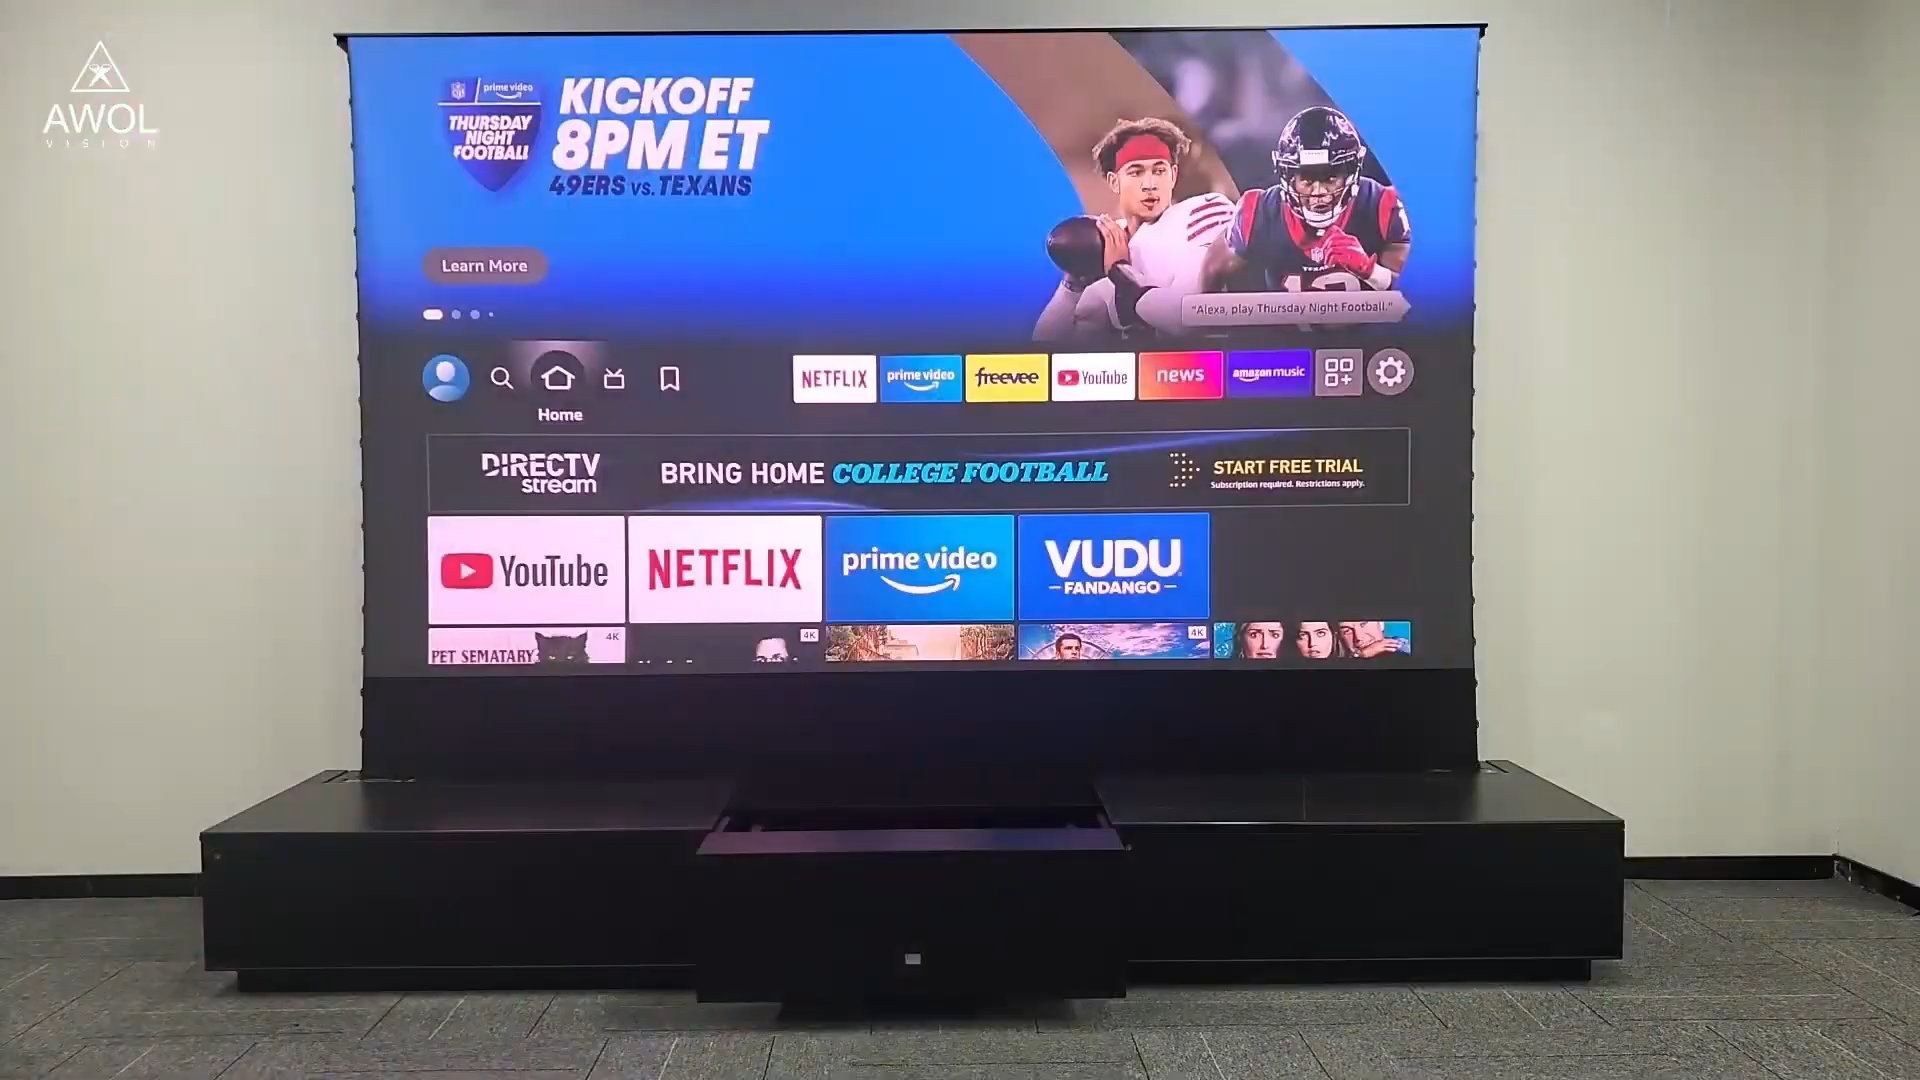 AWOL
VISION
prime video
THURSDAY
NIGHT
FOOTBALL
KICKOFF
8PM ET
49ERS VS. TEXANS
Learn More
"Alexa, play Thursday Night Football."
Home
NETFLIX
prime video
freevee
YouTube
news
amazon music
DIRECTV
stream
BRING HOME COLLEGE FOOTBALL
START FREE TRIAL
Subscription required. Restrictions apply.
YouTube
NETFLIX
prime video
VUDU
FANDANGO
PET SEMATARY
4K
4K
4K